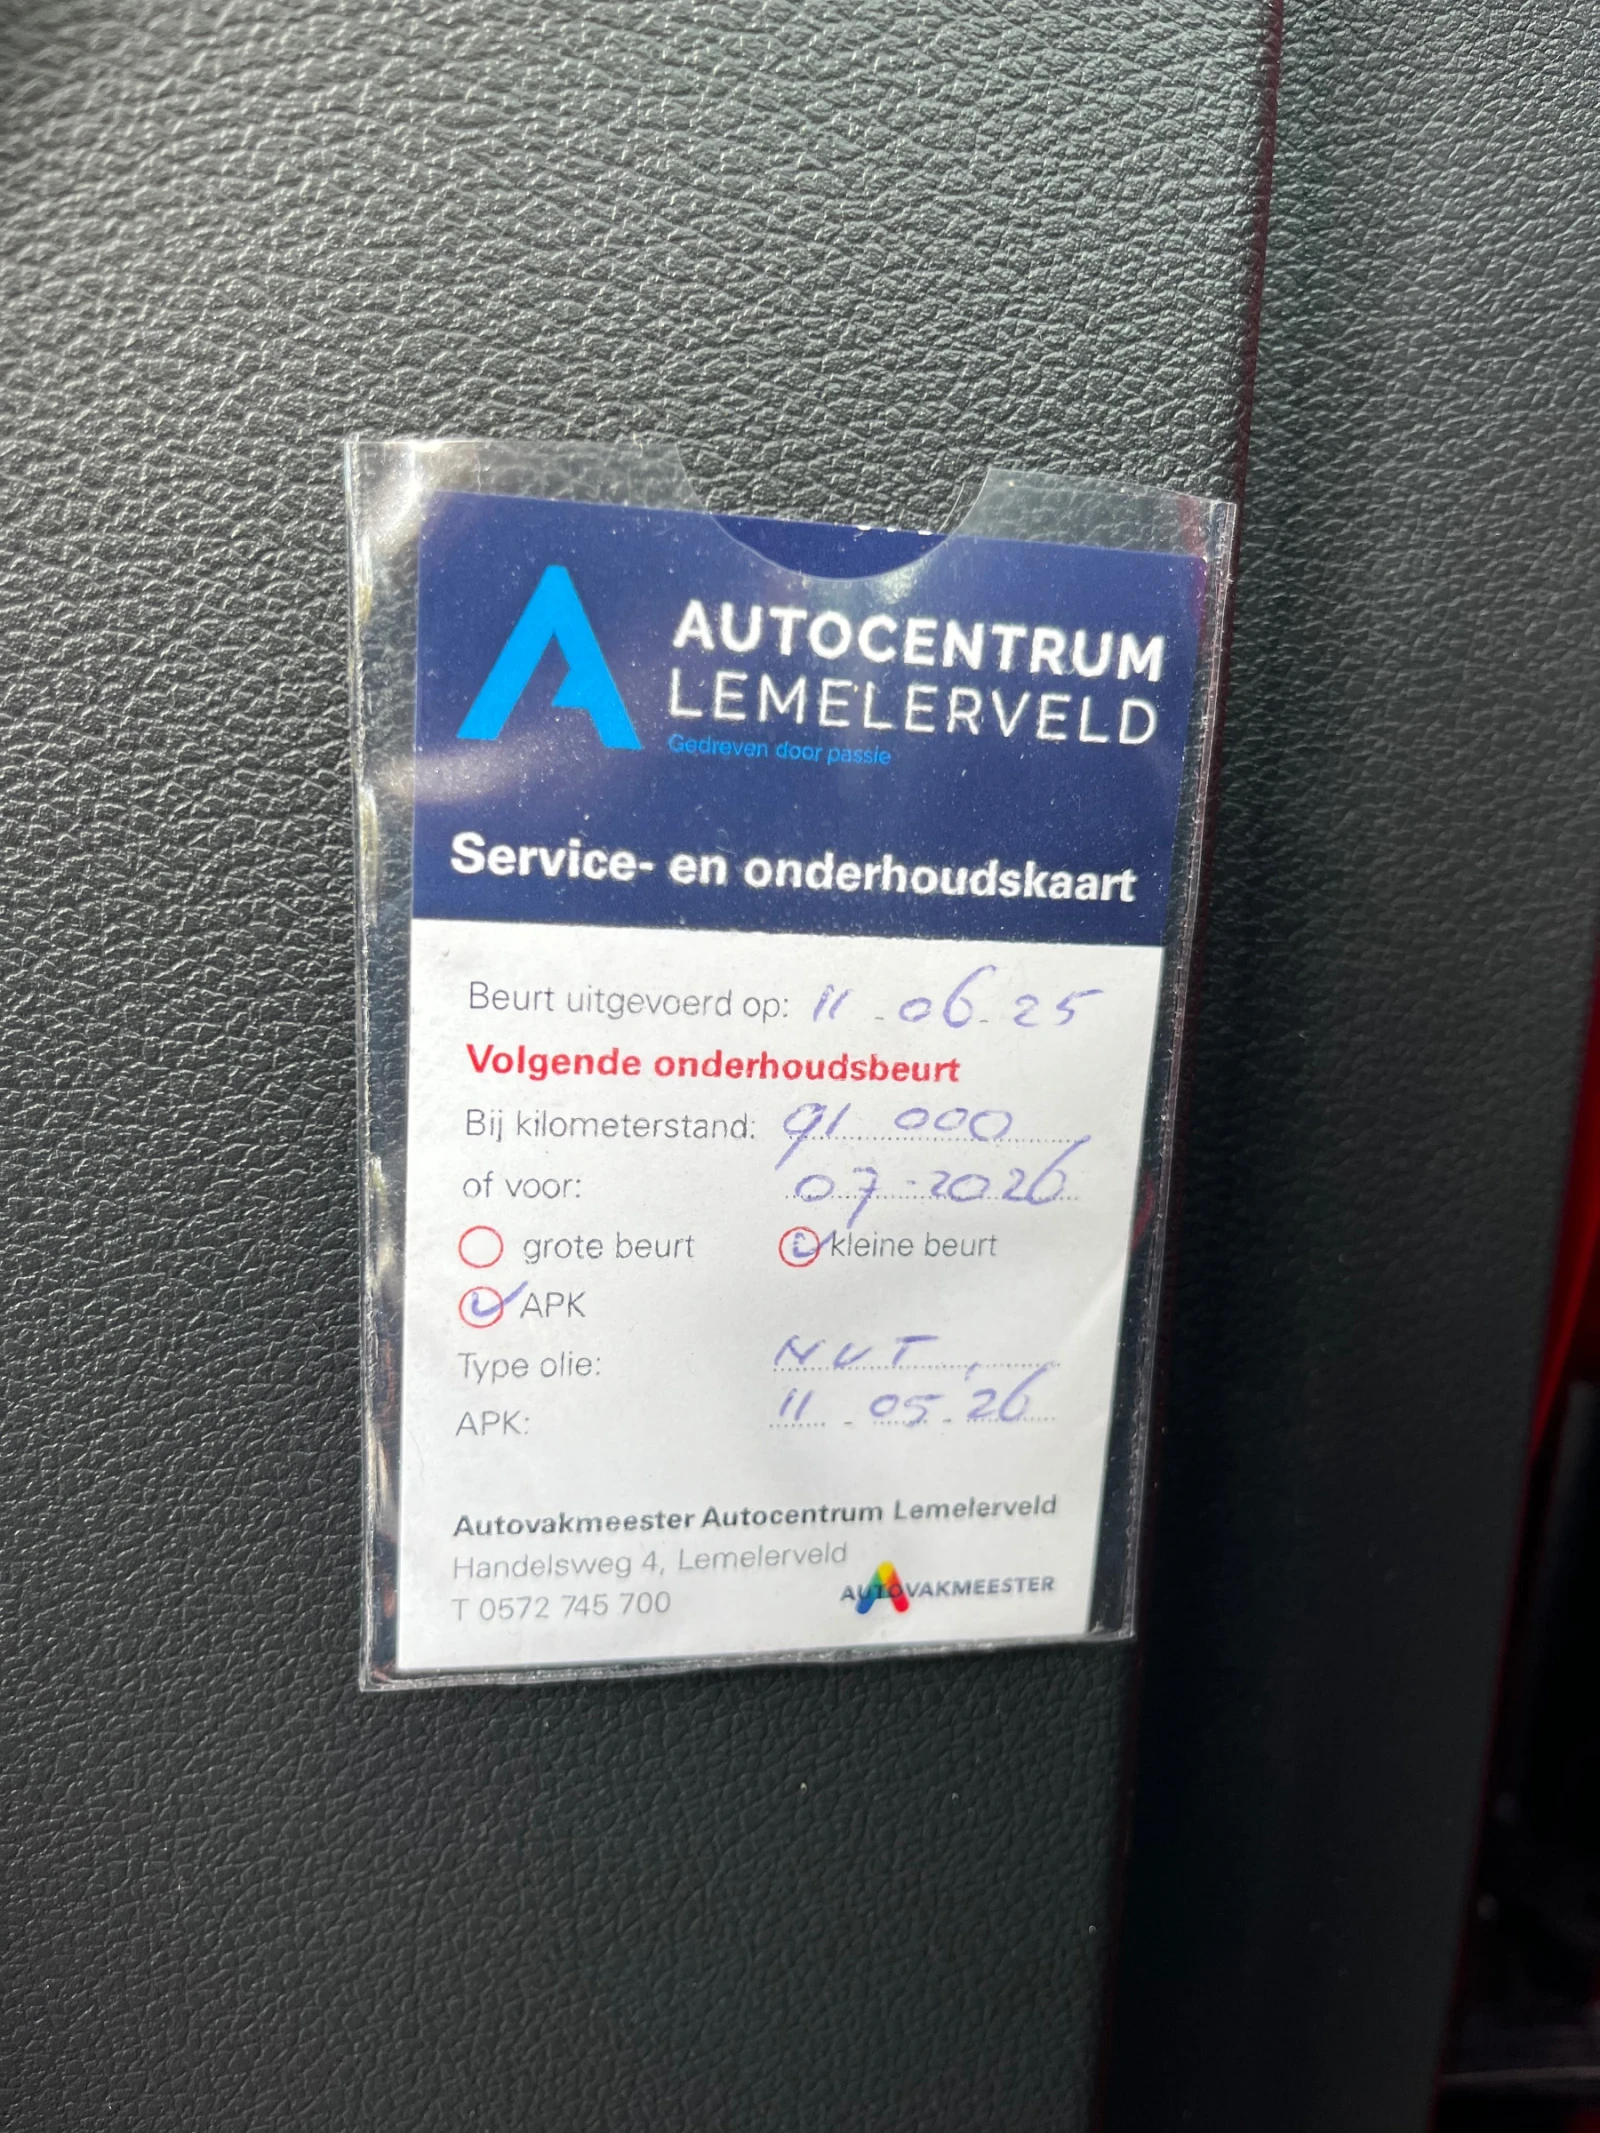 AUTOCENTRUM
LEMELERVELD
Gedreven door passie
Service- en onderhoudskaart
Beurt uitgevoerd op: 11-06-25
Volgende onderhoudsbeurt
Bij kilometerstand: 91 000
of voor: 07-2026
grote beurt kleine beurt
APK
Type olie: NVT
APK: 11-05-26
Autovakmeester Autocentrum Lemelerveld
Handelsweg 4, Lemelerveld
T 0572 745 700
AUTOVAKMEESTER